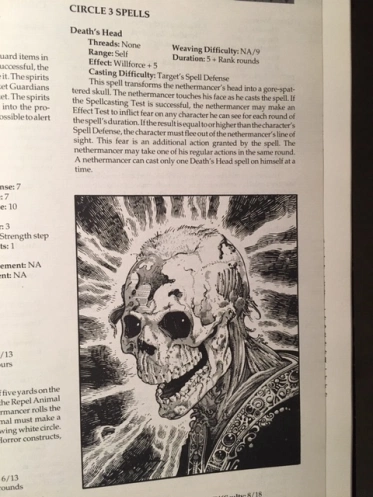 CIRCLE 3 SPELLS
Death's Head
Threads: None
Weaving Difficulty: NA/9
Range: Self
Duration: 5 + Rank rounds
Effect: Willforce + 5
Casting Difficulty: Target's Spell Defense
This spell transforms the nethermancer's head into a gore-spat-
tered skull. The nethermancer touches his face as he casts the spell. If
the Spellcasting Test is successful, the nethermancer may make an
Effect Test to inflict fear on any character he can see for each round of
the spell's duration. If the result is equal to or higher than the character's
Spell Defense, the character must flee out of the nethermancer's line of
sight. This fear is an additional action granted by the spell. The
nethermancer may take one of his regular actions in the same round.
A nethermancer can cast only one Death's Head spell on himself at a
time.
uard items in
uccessful, the
it. The spirits
et Guardians
et. The spirits
into the pro-
ossible to alert
nse: 7
: 7
e: 10
: 3
Strength step
ts: 1
ement: NA
ent: NA
/13
ours
f five yards on the
he Repel Animal
rmancer rolls the
mal must make a
wing white circle.
Horror constructs,
6/13
ounds